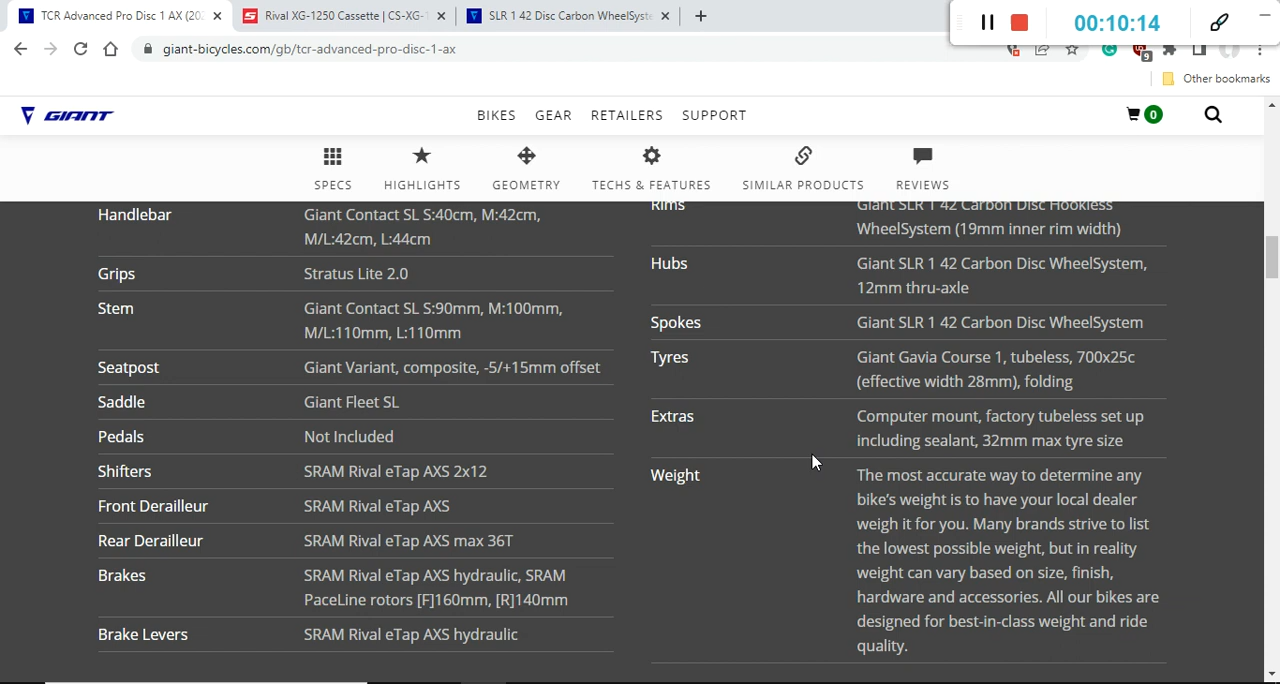 TCR Advanced Pro Disc 1 AX (20
Rival XG-1250 Cassette | CS-XG-
SLR 1 42 Disc Carbon WheelSyste
00:10:14
giant-bicycles.com/gb/tcr-advanced-pro-disc-1-ax
9
Other bookmarks
GIANT
BIKES GEAR RETAILERS SUPPORT
0
SPECS HIGHLIGHTS GEOMETRY TECHS & FEATURES SIMILAR PRODUCTS REVIEWS
Handlebar
Giant Contact SL S:40cm, M:42cm,
M/L:42cm, L:44cm
Grips
Stratus Lite 2.0
Stem
Giant Contact SL S:90mm, M:100mm,
M/L:110mm, L:110mm
Seatpost
Giant Variant, composite, -5/+15mm offset
Saddle
Giant Fleet SL
Pedals
Not Included
Shifters
SRAM Rival eTap AXS 2x12
Front Derailleur
SRAM Rival eTap AXS
Rear Derailleur
SRAM Rival eTap AXS max 36T
Brakes
SRAM Rival eTap AXS hydraulic, SRAM
PaceLine rotors [F]160mm, [R]140mm
Brake Levers
SRAM Rival eTap AXS hydraulic
Rims
Giant SLR 1 42 Carbon Disc Hookless
WheelSystem (19mm inner rim width)
Hubs
Giant SLR 1 42 Carbon Disc WheelSystem,
12mm thru-axle
Spokes
Giant SLR 1 42 Carbon Disc WheelSystem
Tyres
Giant Gavia Course 1, tubeless, 700x25c
(effective width 28mm), folding
Extras
Computer mount, factory tubeless set up
including sealant, 32mm max tyre size
Weight
The most accurate way to determine any
bike's weight is to have your local dealer
weigh it for you. Many brands strive to list
the lowest possible weight, but in reality
weight can vary based on size, finish,
hardware and accessories. All our bikes are
designed for best-in-class weight and ride
quality.